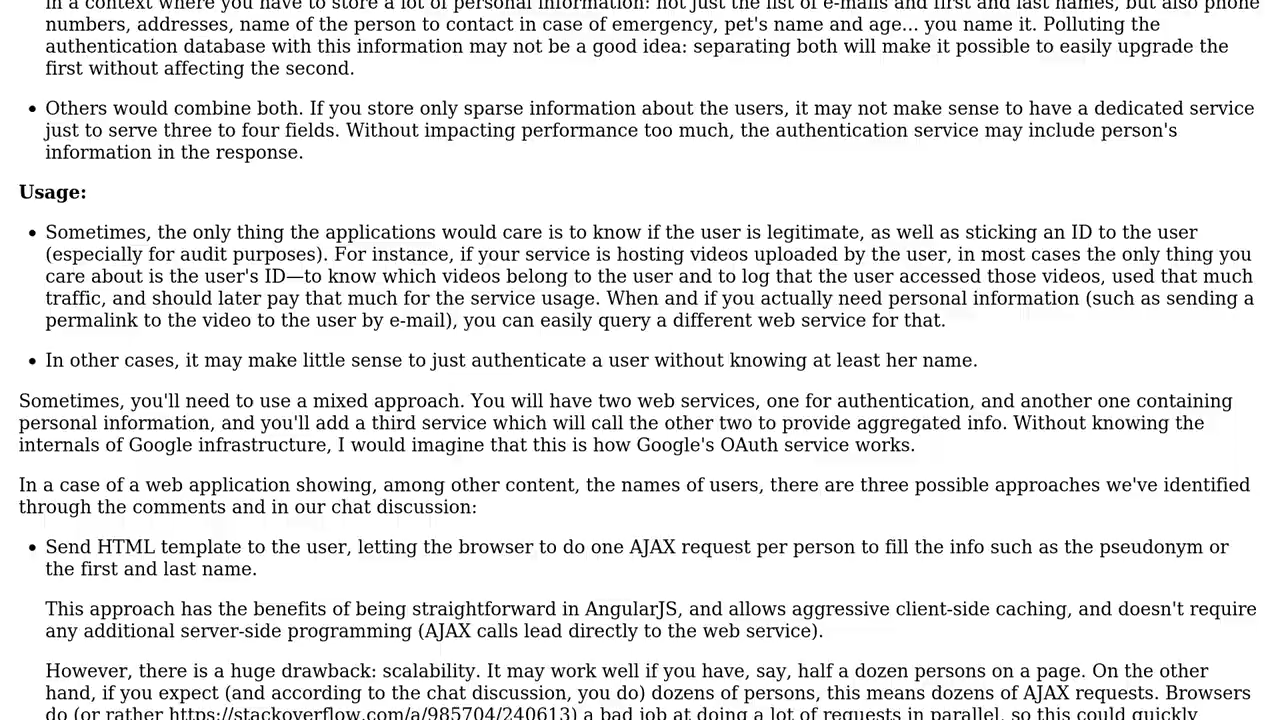 in a context where you have to store a lot of personal information: not just the list of e-mails and first and last names, but also phone
numbers, addresses, name of the person to contact in case of emergency, pet's name and age... you name it. Polluting the
authentication database with this information may not be a good idea: separating both will make it possible to easily upgrade the
first without affecting the second.
• Others would combine both. If you store only sparse information about the users, it may not make sense to have a dedicated service
just to serve three to four fields. Without impacting performance too much, the authentication service may include person's
information in the response.
Usage:
• Sometimes, the only thing the applications would care is to know if the user is legitimate, as well as sticking an ID to the user
(especially for audit purposes). For instance, if your service is hosting videos uploaded by the user, in most cases the only thing you
care about is the user's ID—to know which videos belong to the user and to log that the user accessed those videos, used that much
traffic, and should later pay that much for the service usage. When and if you actually need personal information (such as sending a
permalink to the video to the user by e-mail), you can easily query a different web service for that.
• In other cases, it may make little sense to just authenticate a user without knowing at least her name.
Sometimes, you'll need to use a mixed approach. You will have two web services, one for authentication, and another one containing
personal information, and you'll add a third service which will call the other two to provide aggregated info. Without knowing the
internals of Google infrastructure, I would imagine that this is how Google's OAuth service works.
In a case of a web application showing, among other content, the names of users, there are three possible approaches we've identified
through the comments and in our chat discussion:
• Send HTML template to the user, letting the browser to do one AJAX request per person to fill the info such as the pseudonym or
the first and last name.
This approach has the benefits of being straightforward in AngularJS, and allows aggressive client-side caching, and doesn't require
any additional server-side programming (AJAX calls lead directly to the web service).
However, there is a huge drawback: scalability. It may work well if you have, say, half a dozen persons on a page. On the other
hand, if you expect (and according to the chat discussion, you do) dozens of persons, this means dozens of AJAX requests. Browsers
do (or rather https://stackoverflow.com/a/985704/240613) a bad job at doing a lot of requests in parallel, so this could quickly